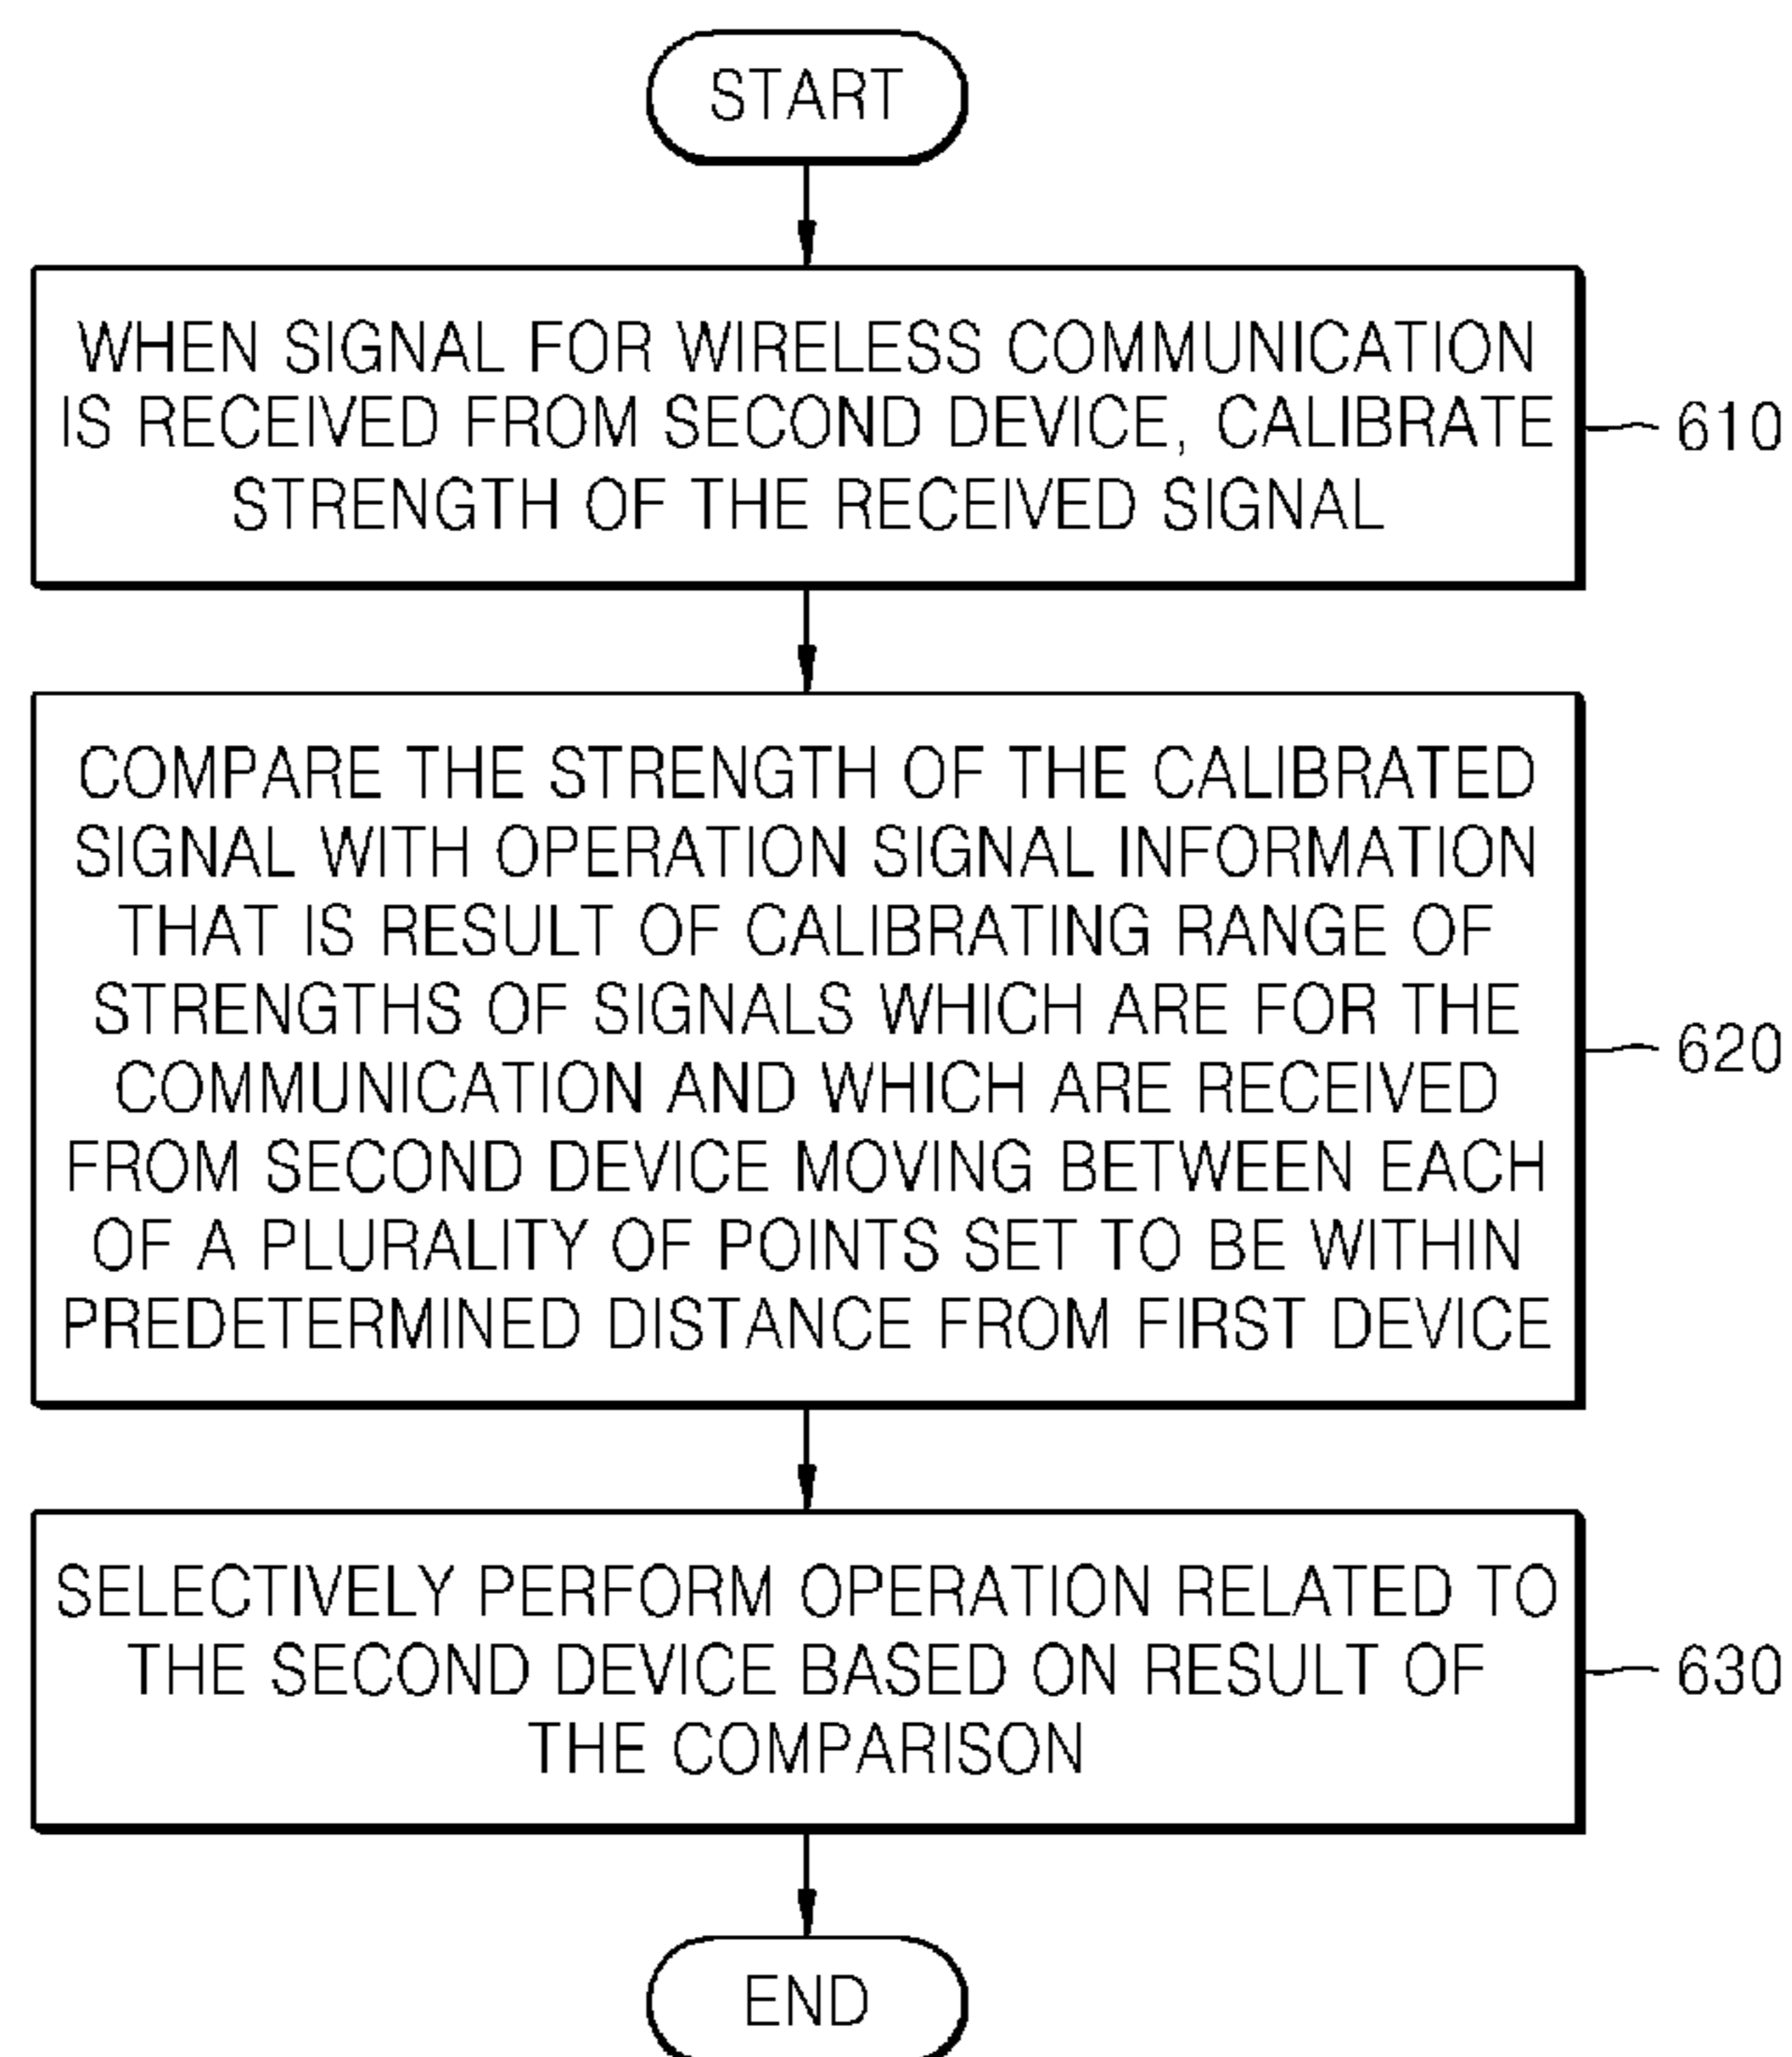 START
WHEN SIGNAL FOR WIRELESS COMMUNICATION
IS RECEIVED FROM SECOND DEVICE, CALIBRATE
STRENGTH OF THE RECEIVED SIGNAL
610
COMPARE THE STRENGTH OF THE CALIBRATED
SIGNAL WITH OPERATION SIGNAL INFORMATION
THAT IS RESULT OF CALIBRATING RANGE OF
STRENGTHS OF SIGNALS WHICH ARE FOR THE
COMMUNICATION AND WHICH ARE RECEIVED
FROM SECOND DEVICE MOVING BETWEEN EACH
OF A PLURALITY OF POINTS SET TO BE WITHIN
PREDETERMINED DISTANCE FROM FIRST DEVICE
620
SELECTIVELY PERFORM OPERATION RELATED TO
THE SECOND DEVICE BASED ON RESULT OF
THE COMPARISON
630
END